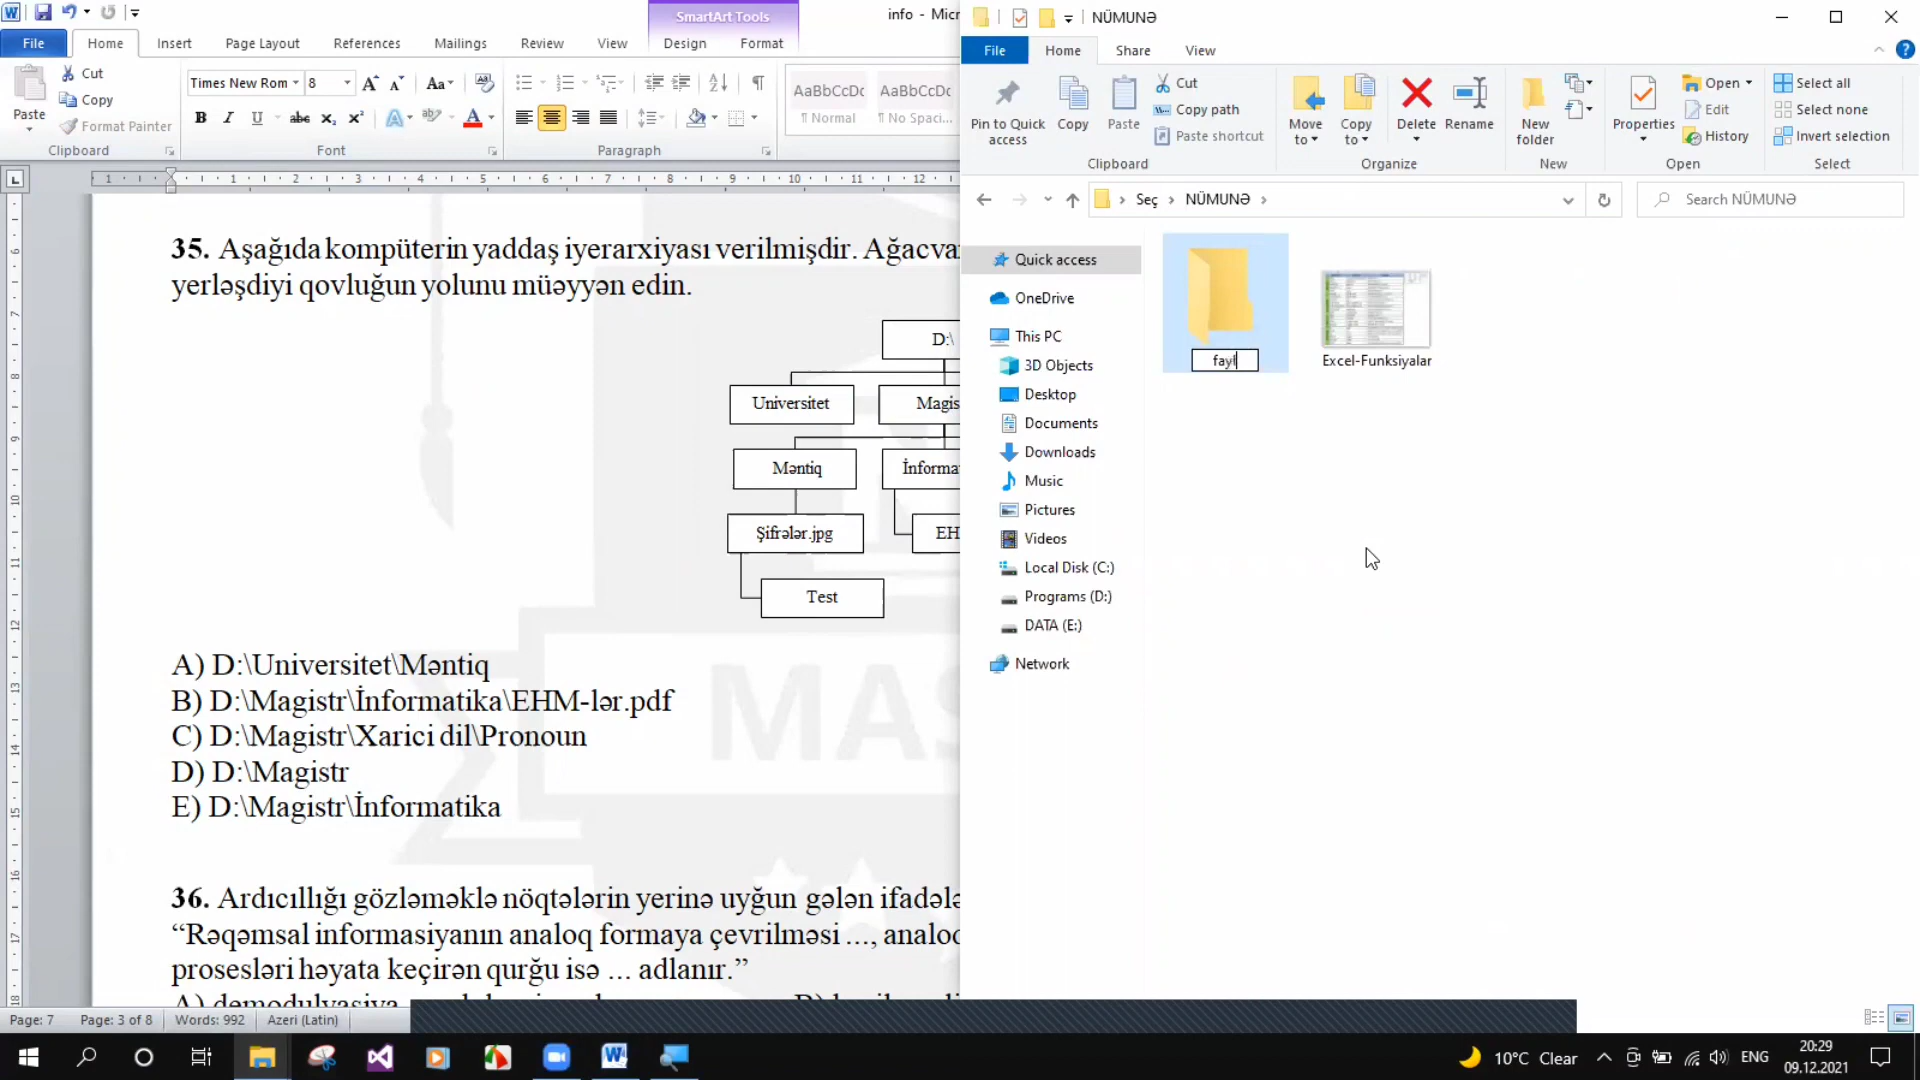 SmartArt Tools
info - Micr
File
Home
Insert
Page Layout
References
Mailings
Review
View
Design
Format
Paste
Cut
Copy
Format Painter
Clipboard
Times New Rom
8
Font
Paragraph
AaBbCcDc
¶ Normal
AaBbCcDc
¶ No Spaci...
35. Aşağıda kompüterin yaddaş iyerarxiyası verilmişdir. Ağacva
yerləşdiyi qovluğun yolunu müəyyən edin.
D:\
Universitet
Magis
Məntiq
İnforma
Şifrələr.jpg
EH
Test
A) D:\Universitet\Məntiq
B) D:\Magistr\İnformatika\EHM-lər.pdf
C) D:\Magistr\Xarici dil\Pronoun
D) D:\Magistr
E) D:\Magistr\İnformatika
MAS
36. Ardıcıllığı gözləməklə nöqtələrin yerinə uyğun gələn ifadələ
“Rəqəmsal informasiyanın analoq formaya çevrilməsi ..., analoq
prosesləri həyata keçirən qurğu isə ... adlanır.”
Page: 7
Page: 3 of 8
Words: 992
Azeri (Latin)
NÜMUNƏ
File
Home
Share
View
Pin to Quick access
Copy
Paste
Cut
Copy path
Paste shortcut
Clipboard
Move to
Copy to
Delete
Rename
Organize
New folder
New
Properties
Open
Edit
History
Open
Select all
Select none
Invert selection
Select
Seç
NÜMUNƏ
Search NÜMUNƏ
Quick access
OneDrive
This PC
3D Objects
Desktop
Documents
Downloads
Music
Pictures
Videos
Local Disk (C:)
Programs (D:)
DATA (E:)
Network
fayl
Excel-Funksiyalar
10°C Clear
ENG
20:29
09.12.2021